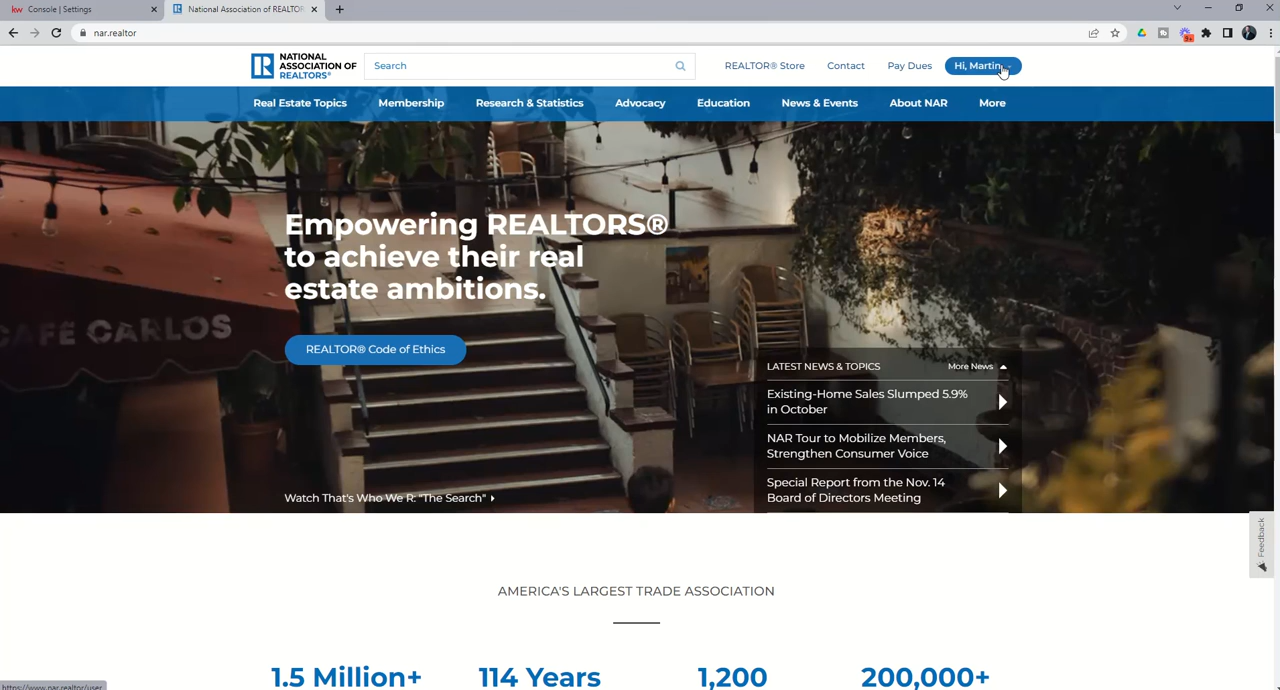 kw Console | Settings
National Association of REALTOR
nar.realtor
9+
NATIONAL
ASSOCIATION OF
REALTORS®
Search
REALTOR® Store
Contact
Pay Dues
Hi, Martin
Real Estate Topics
Membership
Research & Statistics
Advocacy
Education
News & Events
About NAR
More
CAFE CARLOS
Empowering REALTORS®
to achieve their real
estate ambitions.
REALTOR® Code of Ethics
LATEST NEWS & TOPICS
More News
Existing-Home Sales Slumped 5.9%
in October
NAR Tour to Mobilize Members,
Strengthen Consumer Voice
Special Report from the Nov. 14
Board of Directors Meeting
Watch That's Who We R: "The Search"
Feedback
AMERICA'S LARGEST TRADE ASSOCIATION
1.5 Million+
114 Years
1,200
200,000+
https://www.nar.realtor/user